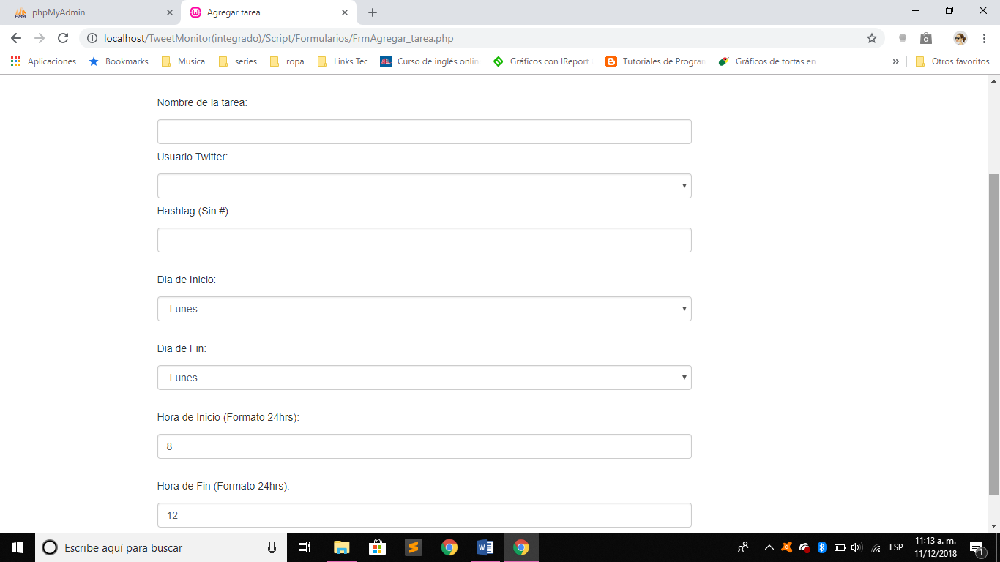 phpMyAdmin
Agregar tarea
localhost/TweetMonitor(integrado)/Script/Formularios/FrmAgregar_tarea.php
Aplicaciones Bookmarks Musica series ropa Links Tec Curso de inglés onlin Gráficos con IReport Tutoriales de Program Gráficos de tortas en » Otros favoritos
Nombre de la tarea:
Usuario Twitter:
Hashtag (Sin #):
Dia de Inicio:
Lunes
Dia de Fin:
Lunes
Hora de Inicio (Formato 24hrs):
8
Hora de Fin (Formato 24hrs):
12
Escribe aquí para buscar
ESP
11:13 a. m.
11/12/2018
1